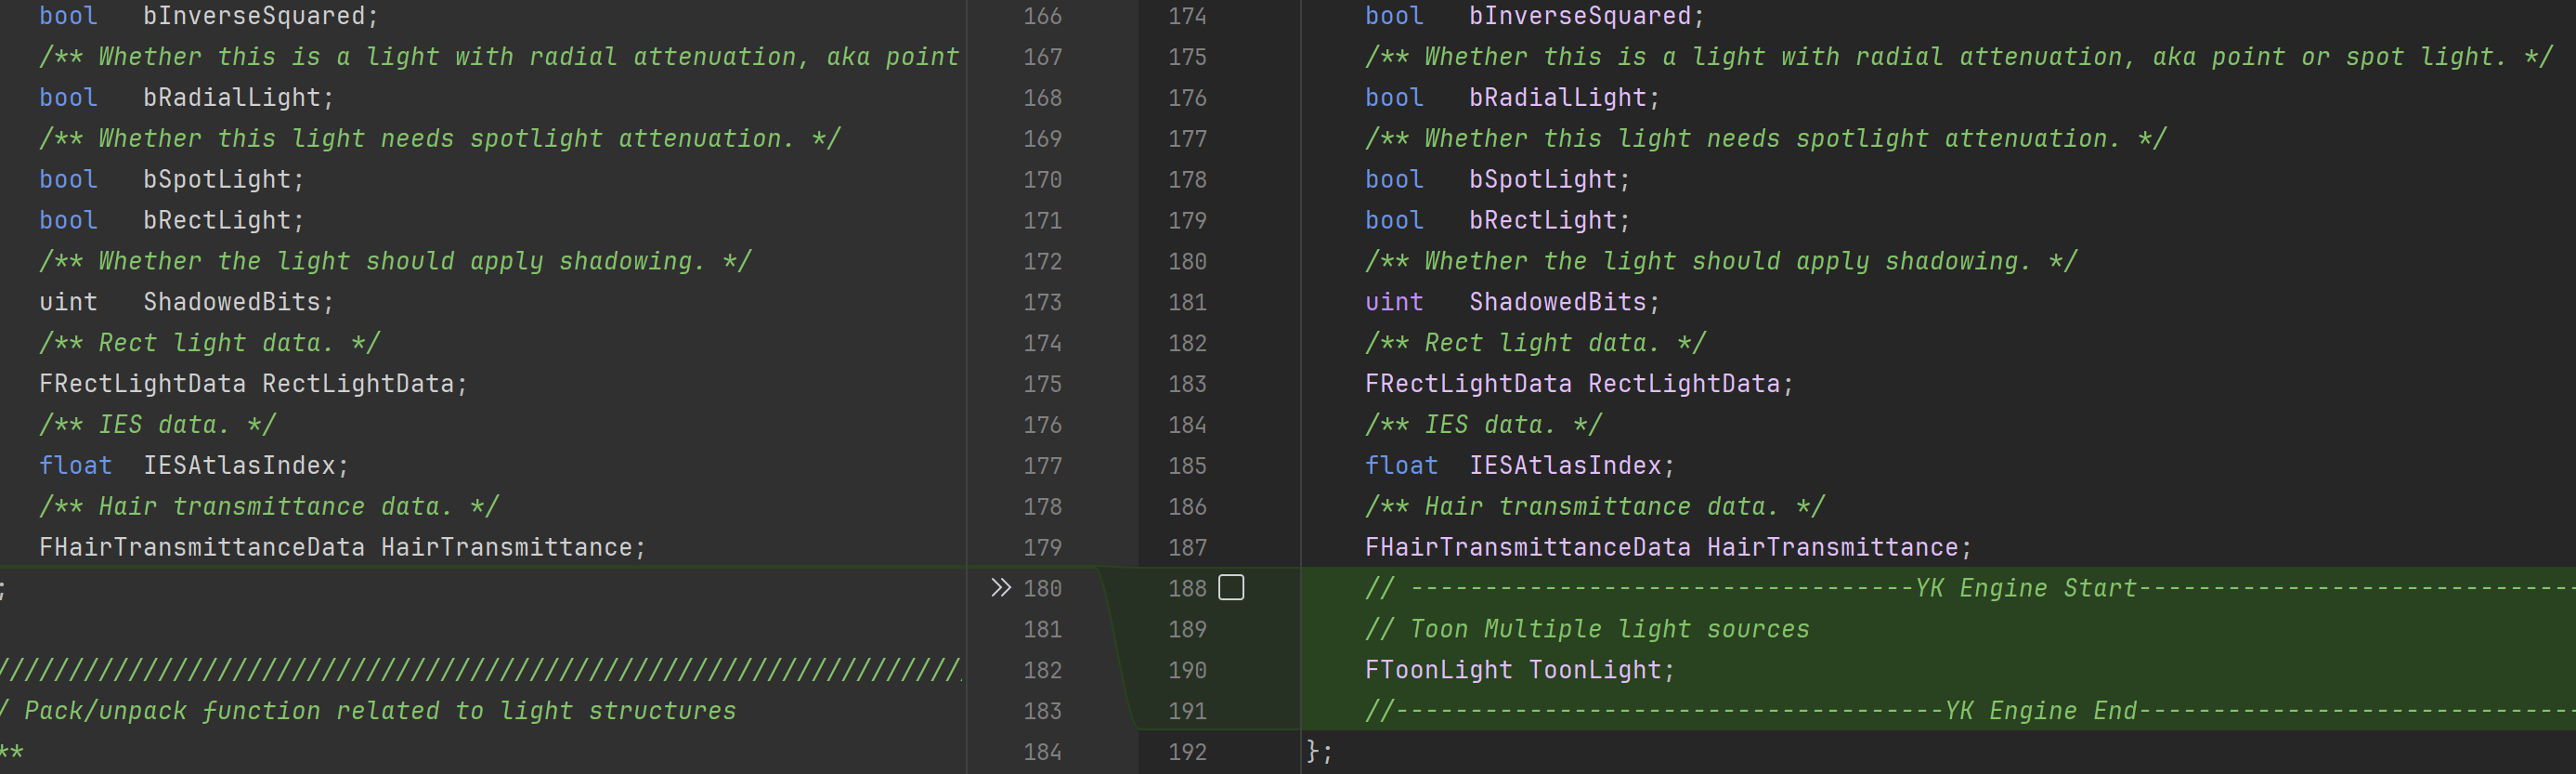 bool   bInverseSquared;
/** Whether this is a light with radial attenuation, aka point
bool   bRadialLight;
/** Whether this light needs spotlight attenuation. */
bool   bSpotLight;
bool   bRectLight;
/** Whether the light should apply shadowing. */
uint   ShadowedBits;
/** Rect light data. */
FRectLightData RectLightData;
/** IES data. */
float  IESAtlasIndex;
/** Hair transmittance data. */
FHairTransmittanceData HairTransmittance;
;
/////////////////////////////////////////////////////////////////
/ Pack/unpack function related to light structures
**
166
167
168
169
170
171
172
173
174
175
176
177
178
179
180
181
182
183
184
174 bool   bInverseSquared;
175 /** Whether this is a light with radial attenuation, aka point or spot light. */
176 bool   bRadialLight;
177 /** Whether this light needs spotlight attenuation. */
178 bool   bSpotLight;
179 bool   bRectLight;
180 /** Whether the light should apply shadowing. */
181 uint   ShadowedBits;
182 /** Rect light data. */
183 FRectLightData RectLightData;
184 /** IES data. */
185 float  IESAtlasIndex;
186 /** Hair transmittance data. */
187 FHairTransmittanceData HairTransmittance;
188 // ----------------------------------YK Engine Start------------------------------
189 // Toon Multiple light sources
190 FToonLight ToonLight;
191 //-------------------------------------YK Engine End------------------------------
192 };